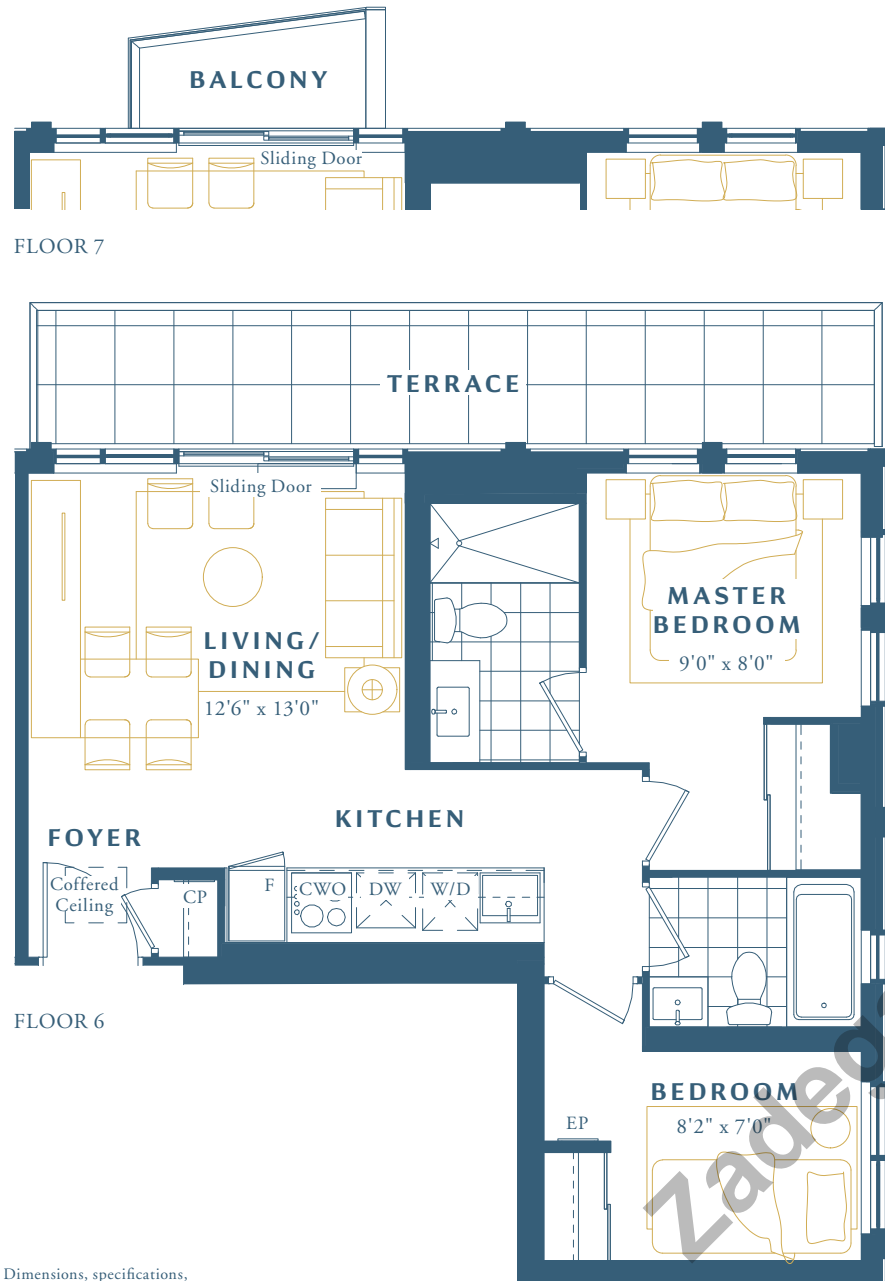 BALCONY
Sliding Door
FLOOR 7
TERRACE
Sliding Door
MASTER
BEDROOM
9'0" x 8'0"
LIVING/
DINING
12'6" x 13'0"
KITCHEN
FOYER
Coffered
Ceiling
CP
F
CWO
DW
W/D
FLOOR 6
BEDROOM
8'2" x 7'0"
EP
Dimensions, specifications,